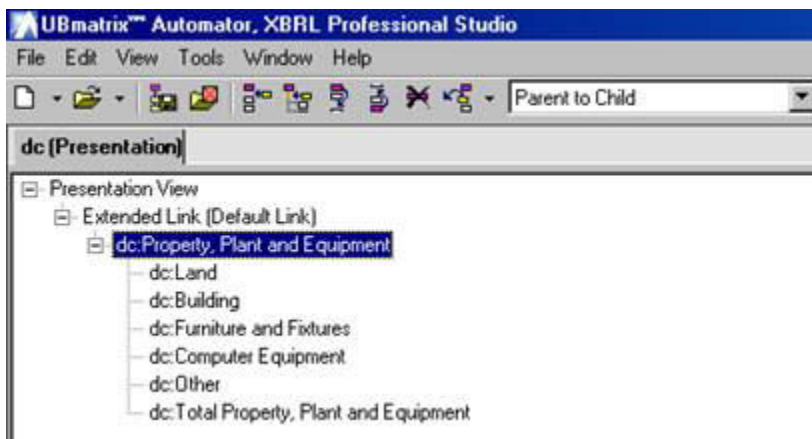 UBmatrix™ Automator, XBRL Professional Studio
File Edit View Tools Window Help
Parent to Child
dc (Presentation)
Presentation View
Extended Link (Default Link)
dc:Property, Plant and Equipment
dc:Land
dc:Building
dc:Furniture and Fixtures
dc:Computer Equipment
dc:Other
dc:Total Property, Plant and Equipment